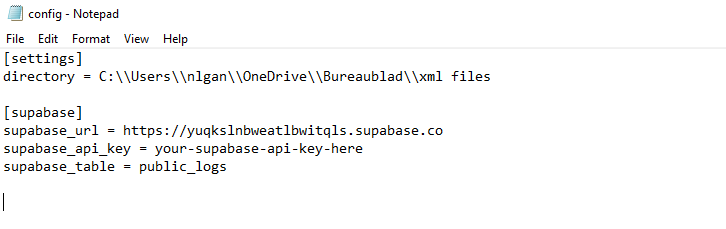 config - Notepad
File Edit Format View Help
[settings]
directory = C:\\Users\\nlgan\\OneDrive\\Bureaublad\\xml files
[supabase]
supabase_url = https://yuqkslnbweatlbwitqls.supabase.co
supabase_api_key = your-supabase-api-key-here
supabase_table = public_logs